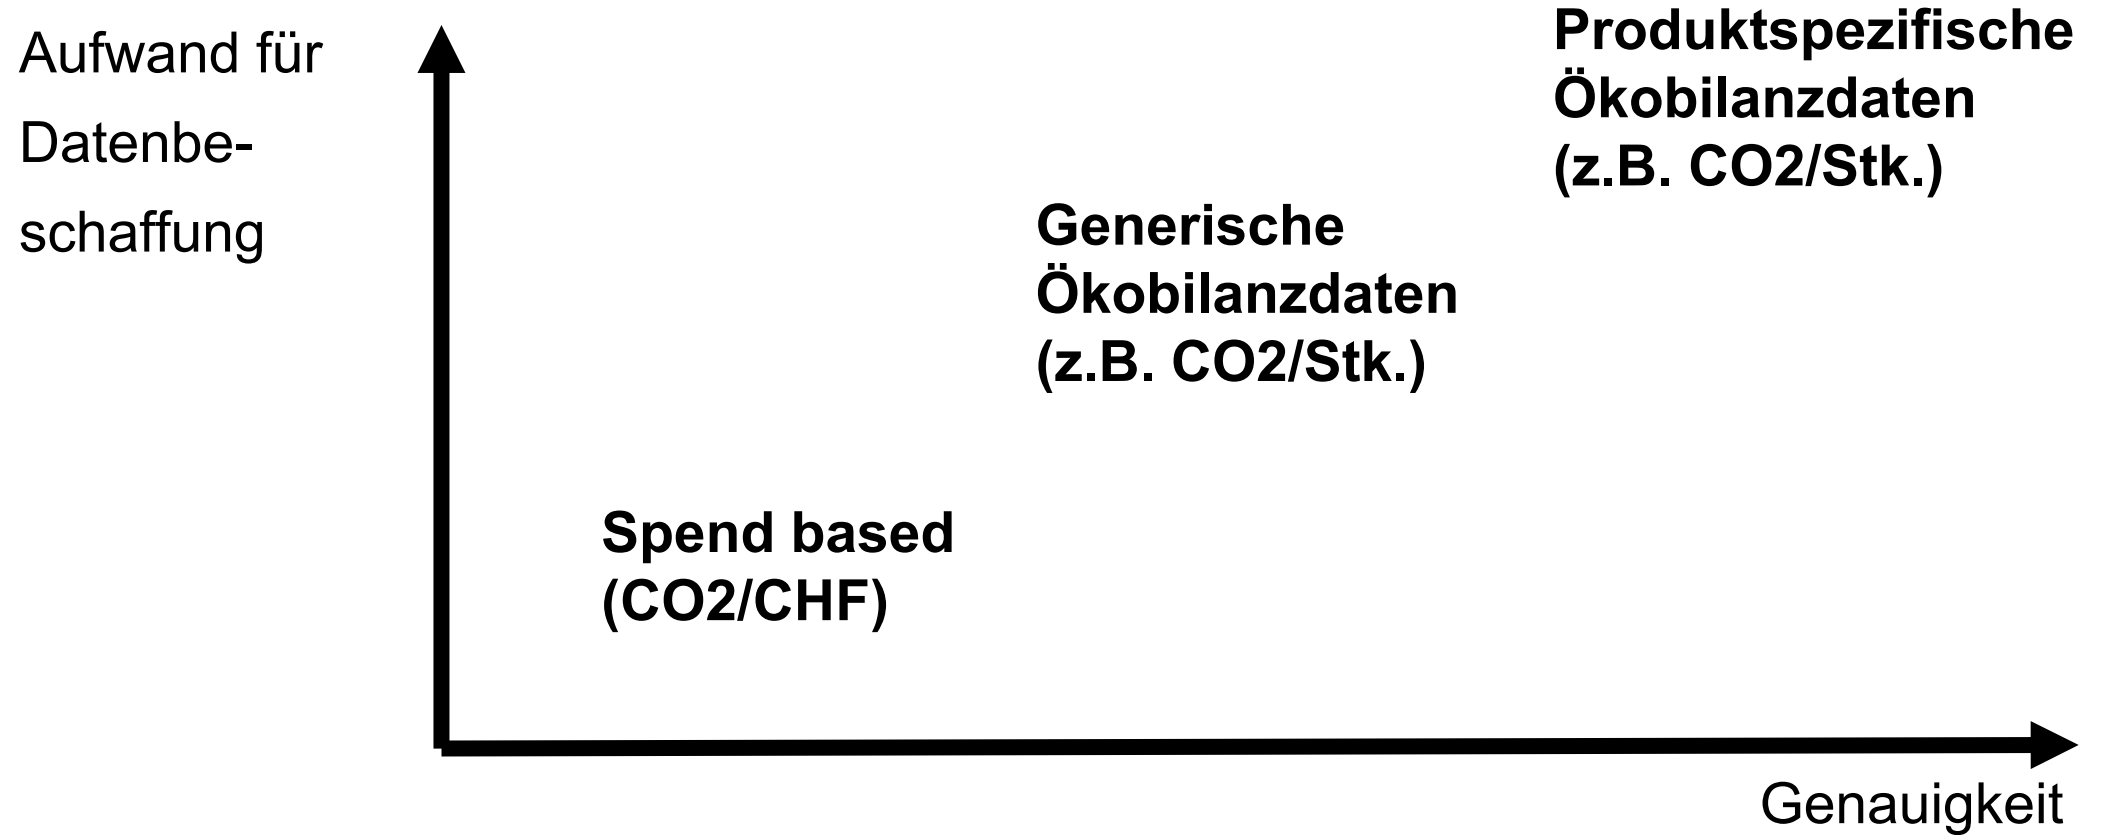 Aufwand für
Datenbe-
schaffung
Produktspezifische
Ökobilanzdaten
(z.B. CO2/Stk.)
Generische
Ökobilanzdaten
(z.B. CO2/Stk.)
Spend based
(CO2/CHF)
Genauigkeit